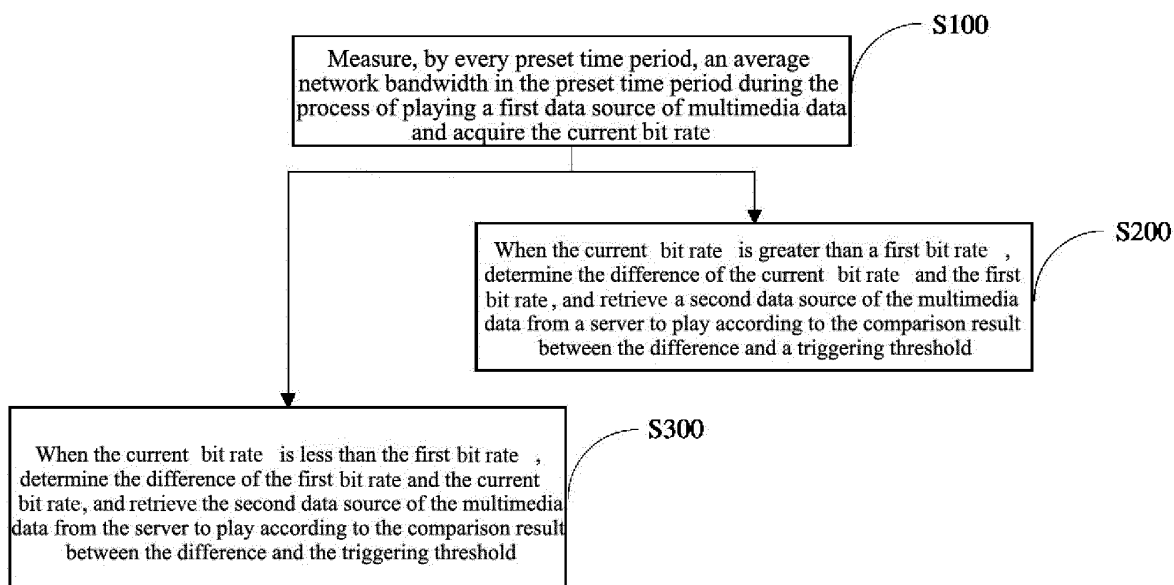 S100
Measure, by every preset time period, an average
network bandwidth in the preset time period during the
process of playing a first data source of multimedia data
and acquire the current bit rate
S200
When the current bit rate is greater than a first bit rate ,
determine the difference of the current bit rate and the first
bit rate, and retrieve a second data source of the multimedia
data from a server to play according to the comparison result
between the difference and a triggering threshold
S300
When the current bit rate is less than the first bit rate ,
determine the difference of the first bit rate and the current
bit rate, and retrieve the second data source of the multimedia
data from the server to play according to the comparison result
between the difference and the triggering threshold